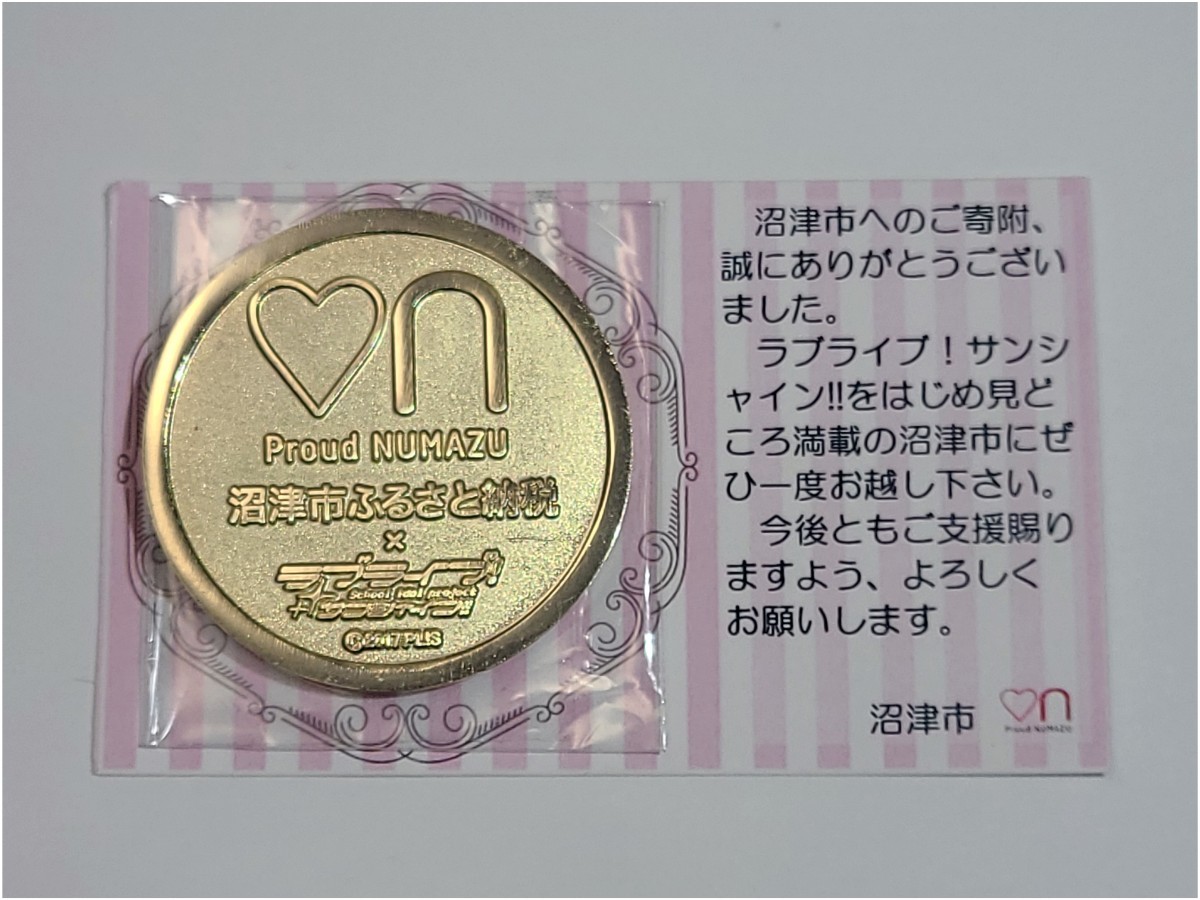 Proud NUMAZU
沼津市ふるさと納税
×
ラブライブ!
School idol project
サンシャイン!!
©2017 PLJS
沼津市へのご寄附、
誠にありがとうござい
ました。
ラブライブ！サンシ
ャイン!!をはじめ見ど
ころ満載の沼津市にぜ
ひ一度お越し下さい。
今後ともご支援賜り
ますよう、よろしく
お願いします。
沼津市
Proud NUMAZU